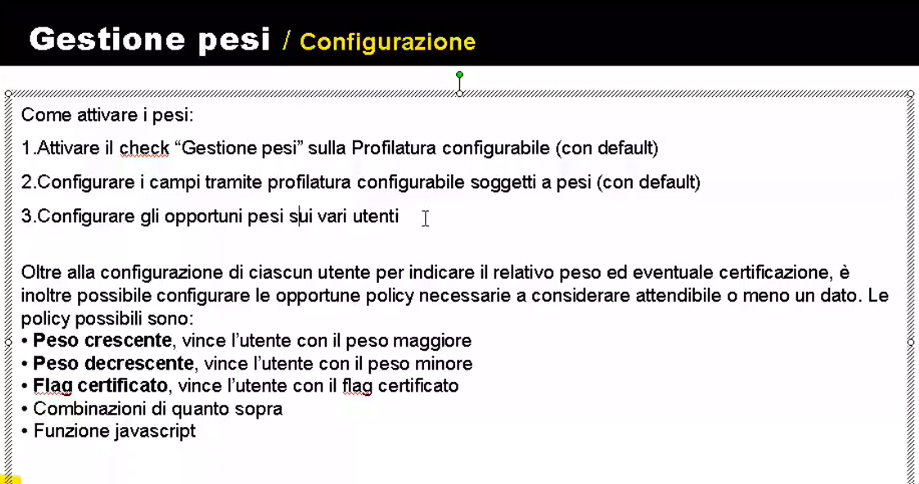 Gestione pesi / Configurazione
Come attivare i pesi:
1.Attivare il check “Gestione pesi” sulla Profilatura configurabile (con default)
2.Configurare i campi tramite profilatura configurabile soggetti a pesi (con default)
3.Configurare gli opportuni pesi sui vari utenti
Oltre alla configurazione di ciascun utente per indicare il relativo peso ed eventuale certificazione, è
inoltre possibile configurare le opportune policy necessarie a considerare attendibile o meno un dato. Le
policy possibili sono:
• Peso crescente, vince l’utente con il peso maggiore
• Peso decrescente, vince l’utente con il peso minore
• Flag certificato, vince l’utente con il flag certificato
• Combinazioni di quanto sopra
• Funzione javascript